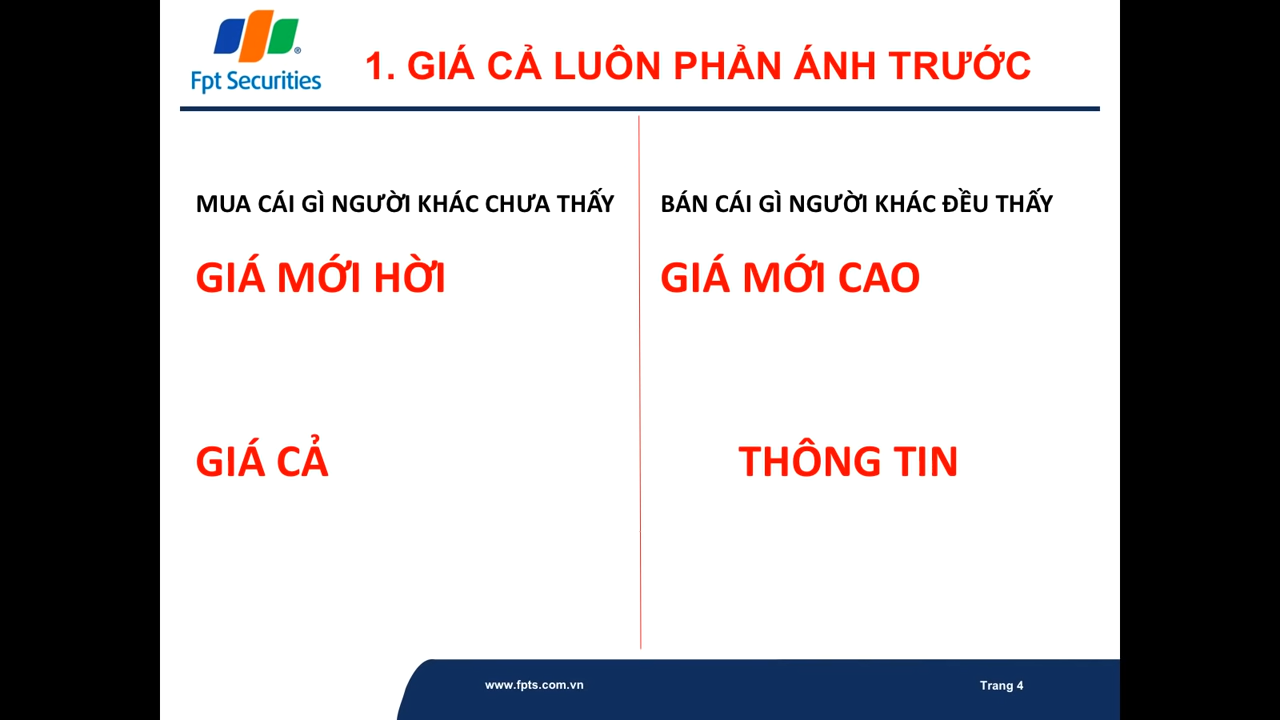 Fpt Securities
1. GIÁ CẢ LUÔN PHẢN ÁNH TRƯỚC
MUA CÁI GÌ NGƯỜI KHÁC CHƯA THẤY
GIÁ MỚI HỜI
GIÁ CẢ
BÁN CÁI GÌ NGƯỜI KHÁC ĐỀU THẤY
GIÁ MỚI CAO
THÔNG TIN
www.fpts.com.vn
Trang 4